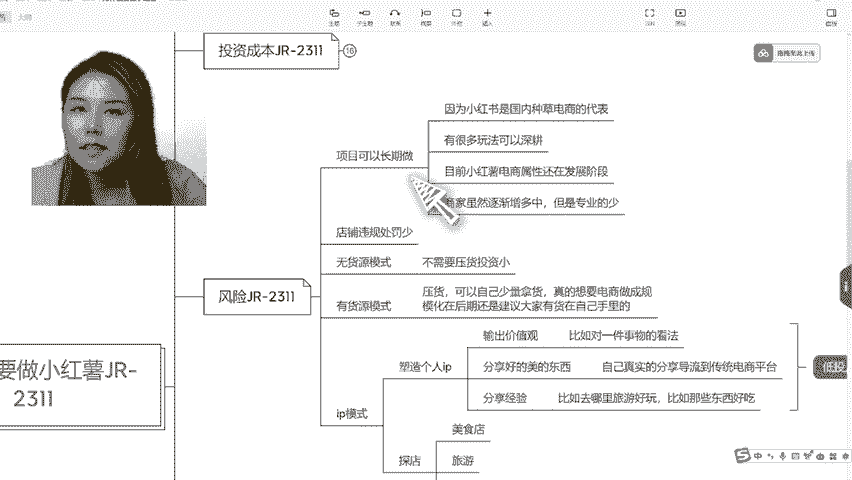 投资成本JR-2311
16
拖拽至此上传
因为小红书是国内种草电商的代表
有很多玩法可以深耕
项目可以长期做
目前小红薯电商属性还在发展阶段
商家虽然逐渐增多中，但是专业的少
店铺违规处罚少
无货源模式
不需要压货投资小
风险JR-2311
有货源模式
压货，可以自己少量拿货，真的想要电商做成规
模化在后期还是建议大家有货在自己手里的
输出价值观
比如对一件事物的看法
要做小红薯JR-
2311
塑造个人ip
分享好的美的东西
自己真实的分享导流到传统电商平台
低投
分享经验
比如去哪里旅游好玩，比如那些东西好吃
ip模式
美食店
探店
旅游
中